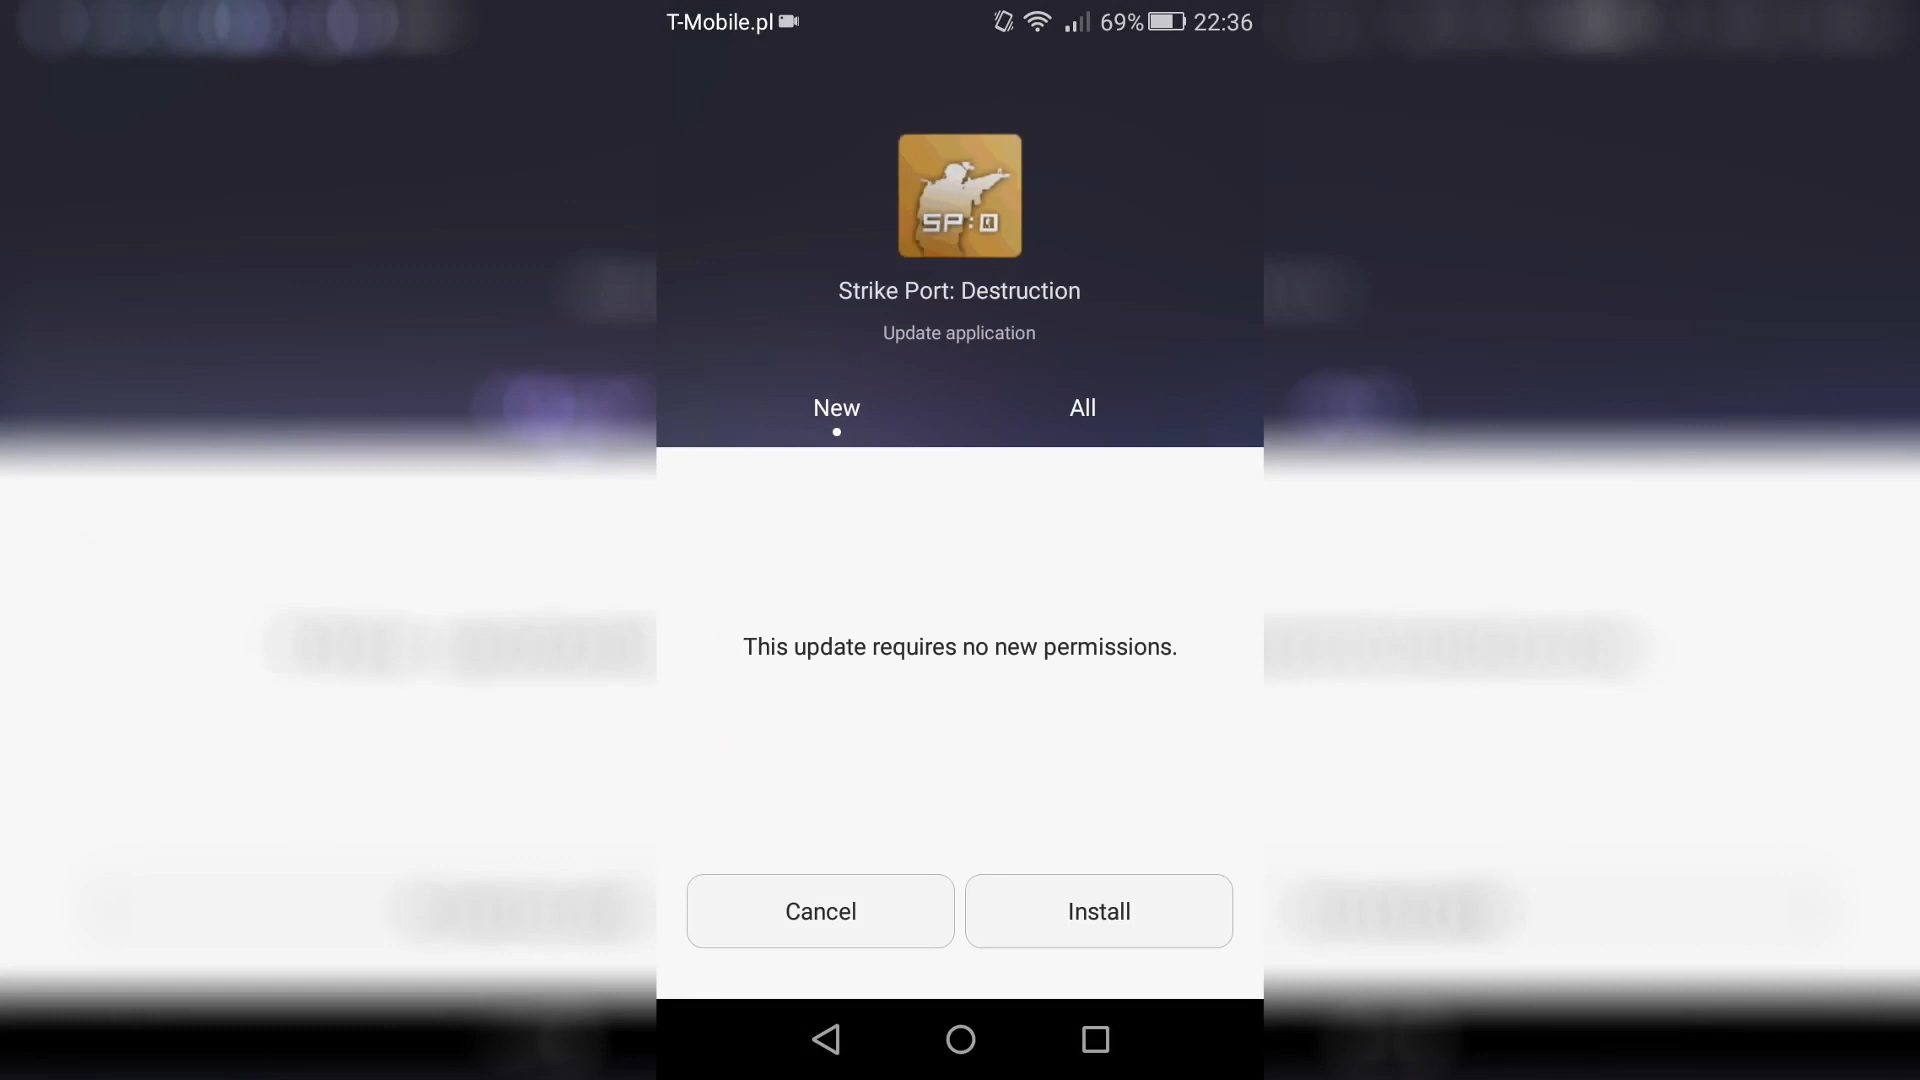 T-Mobile.pl 69% 22:36
SP:D
Strike Port: Destruction
Update application
New All
This update requires no new permissions.
Cancel Install